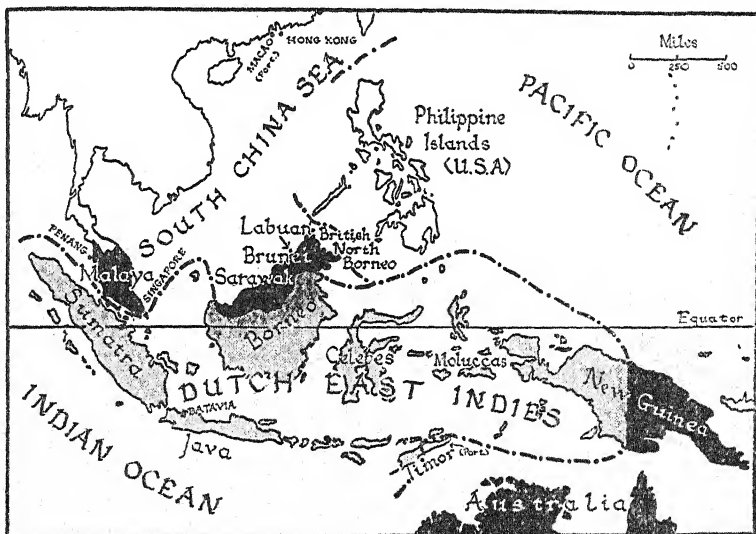 HONG KONG
MACAO
(Port.)
Miles
0 250 500
SOUTH CHINA SEA
PACIFIC OCEAN
Philippine
Islands
(U.S.A)
PENANG
Malaya
SINGAPORE
Labuan
Brunei
Sarawak
British
North
Borneo
Equator
Sumatra
Borneo
Celebes
Moluccas
New Guinea
DUTCH EAST INDIES
BATAVIA
Java
Timor (Port.)
INDIAN OCEAN
Australia